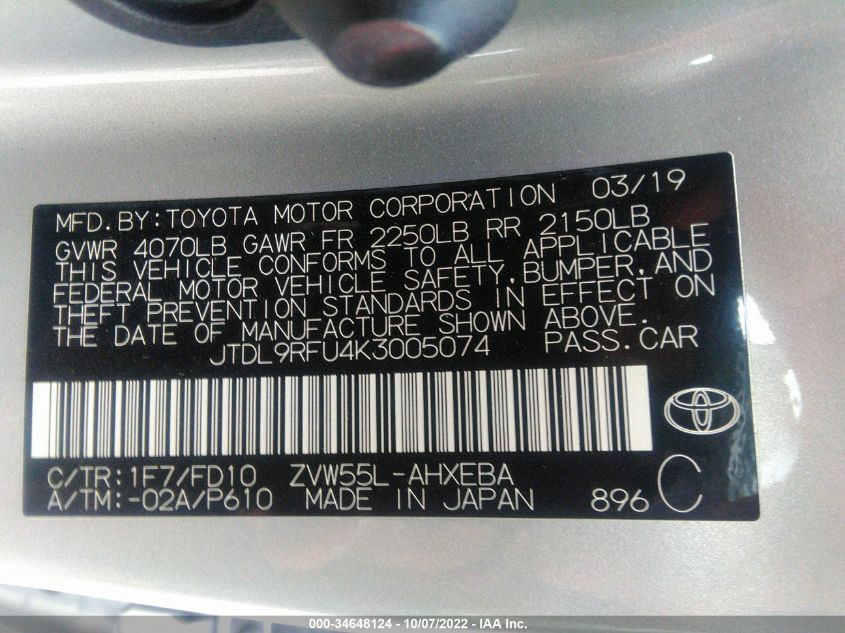 MFD.BY:TOYOTA MOTOR CORPORATION 03/19
GVWR 4070LB GAWR FR 2250LB RR 2150LB
THIS VEHICLE CONFORMS TO ALL APPLICABLE
FEDERAL MOTOR VEHICLE SAFETY,BUMPER,AND
THEFT PREVENTION STANDARDS IN EFFECT ON
THE DATE OF MANUFACTURE SHOWN ABOVE.
JTDL9RFU4K3005074 PASS.CAR
C/TR:1F7/FD10 ZVW55L-AHXEBA
A/TM:-02A/P610 MADE IN JAPAN 896 C
000-34648124 - 10/07/2022 - IAA Inc.